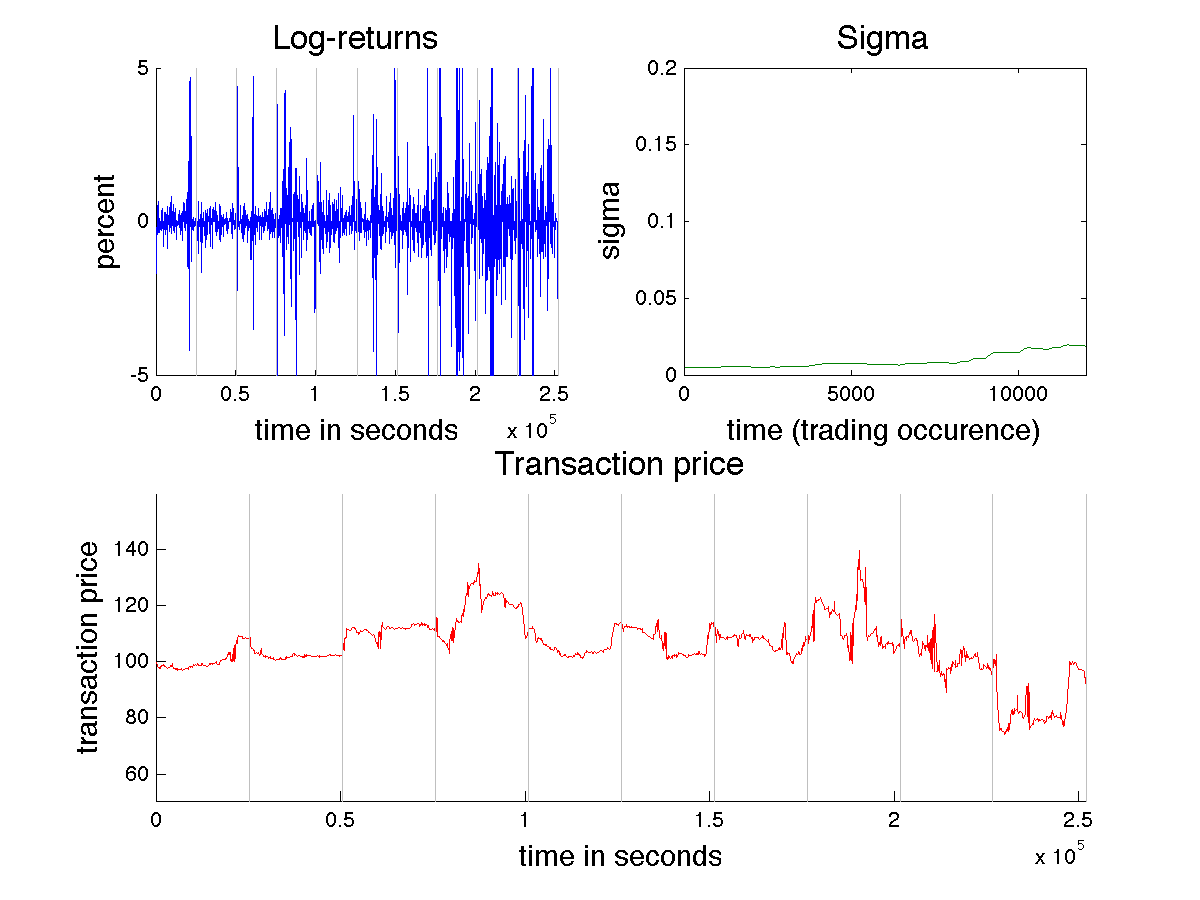 Log-returns
5
0
-5
percent
0
0.5
1
1.5
2
2.5
time in seconds
x 10^5
Sigma
0.2
0.15
0.1
0.05
0
sigma
0
5000
10000
time (trading occurence)
Transaction price
140
120
100
80
60
transaction price
0
0.5
1
1.5
2
2.5
time in seconds
x 10^5